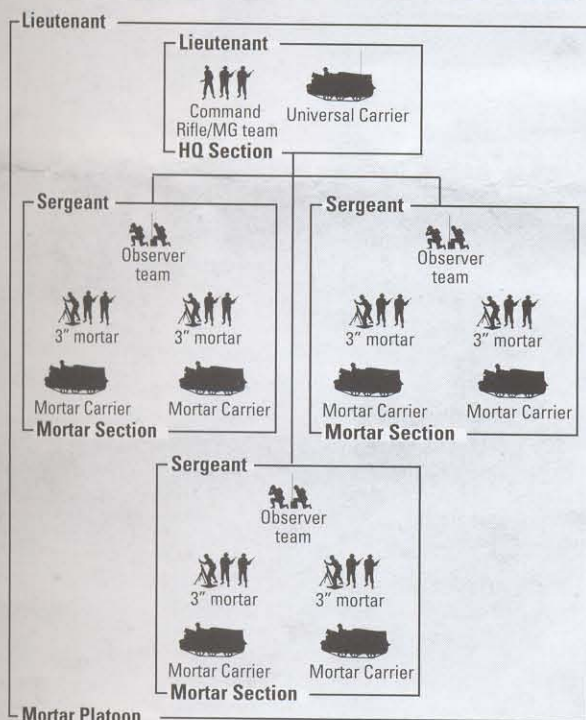 Lieutenant
Lieutenant
Command
Rifle/MG team
Universal Carrier
HQ Section
Sergeant
Observer
team
3" mortar 3" mortar
Mortar Carrier Mortar Carrier
Mortar Section
Sergeant
Observer
team
3" mortar 3" mortar
Mortar Carrier Mortar Carrier
Mortar Section
Sergeant
Observer
team
3" mortar 3" mortar
Mortar Carrier Mortar Carrier
Mortar Section
Mortar Platoon